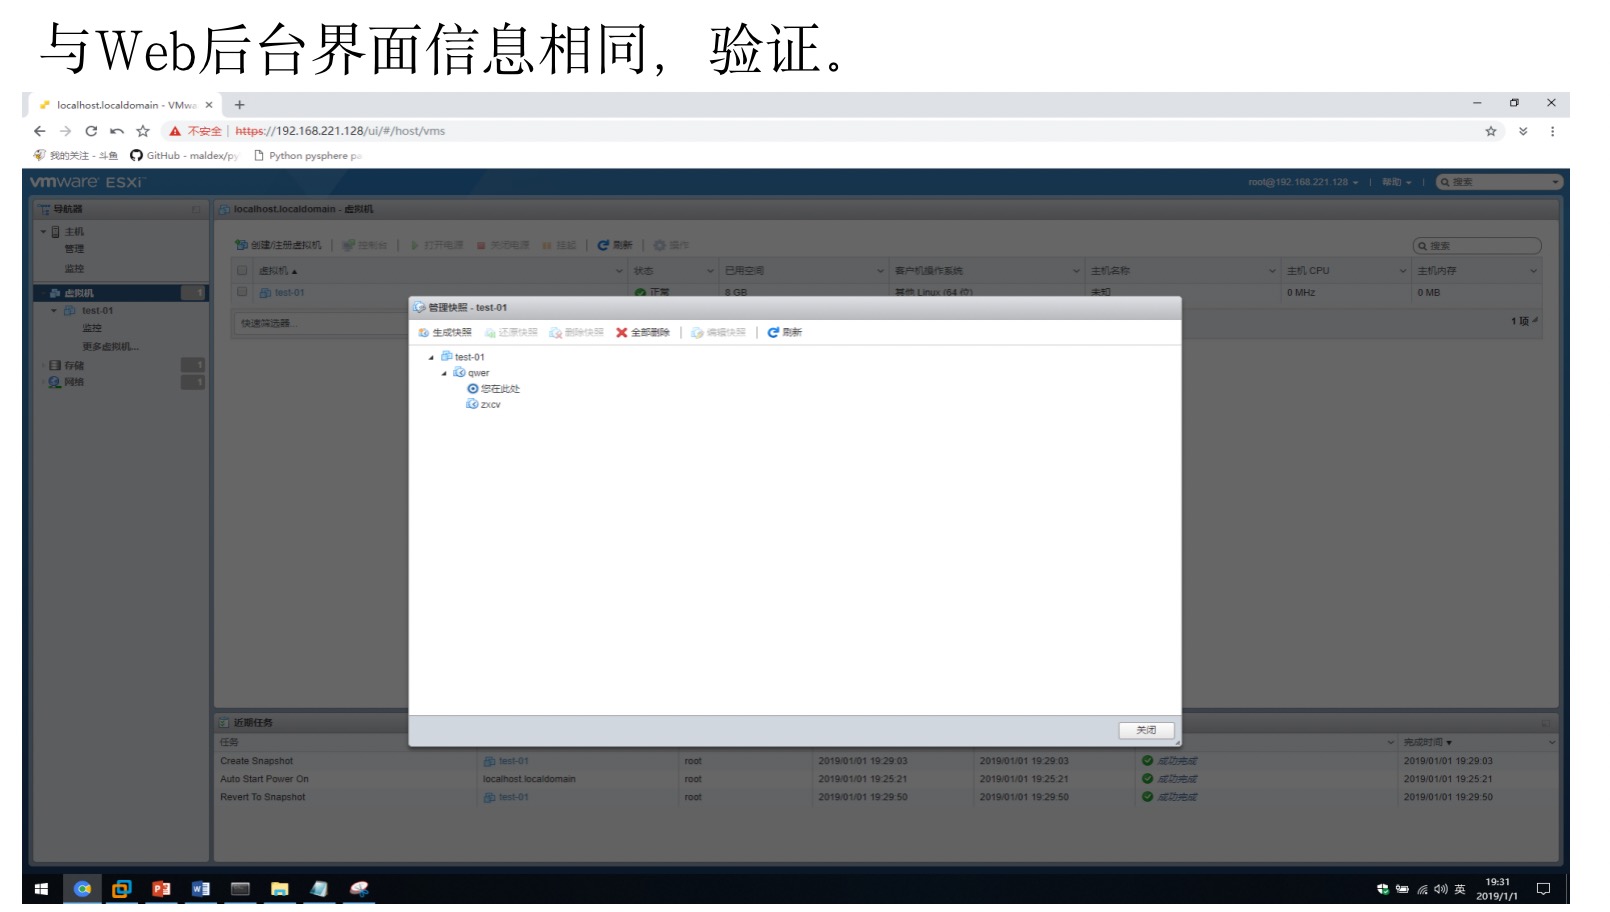 与Web后台界面信息相同，验证。
localhost.localdomain - VMwa
不安全 | https://192.168.221.128/ui/#/host/vms
我的关注 - 斗鱼 GitHub - maldex/py Python pysphere pa
vmware ESXi root@192.168.221.128 | 帮助 | 搜索
导航器 localhost.localdomain - 虚拟机
主机
管理
监控
虚拟机 1
test-01
监控
更多虚拟机...
存储 1
网络 1
创建/注册虚拟机 | 控制台 | 打开电源 关闭电源 挂起 | 刷新 | 操作 搜索
虚拟机 状态 已用空间 客户机操作系统 主机名称 主机 CPU 主机内存
test-01 正常 8 GB 其他 Linux (64 位) 未知 0 MHz 0 MB
快速筛选器... 1 项
管理快照 - test-01
生成快照 还原快照 删除快照 全部删除 | 编辑快照 | 刷新
test-01
qwer
您在此处
zxcv
关闭
近期任务
任务 完成时间
Create Snapshot test-01 root 2019/01/01 19:29:03 2019/01/01 19:29:03 成功完成 2019/01/01 19:29:03
Auto Start Power On localhost.localdomain root 2019/01/01 19:25:21 2019/01/01 19:25:21 成功完成 2019/01/01 19:25:21
Revert To Snapshot test-01 root 2019/01/01 19:29:50 2019/01/01 19:29:50 成功完成 2019/01/01 19:29:50
英 19:31
2019/1/1